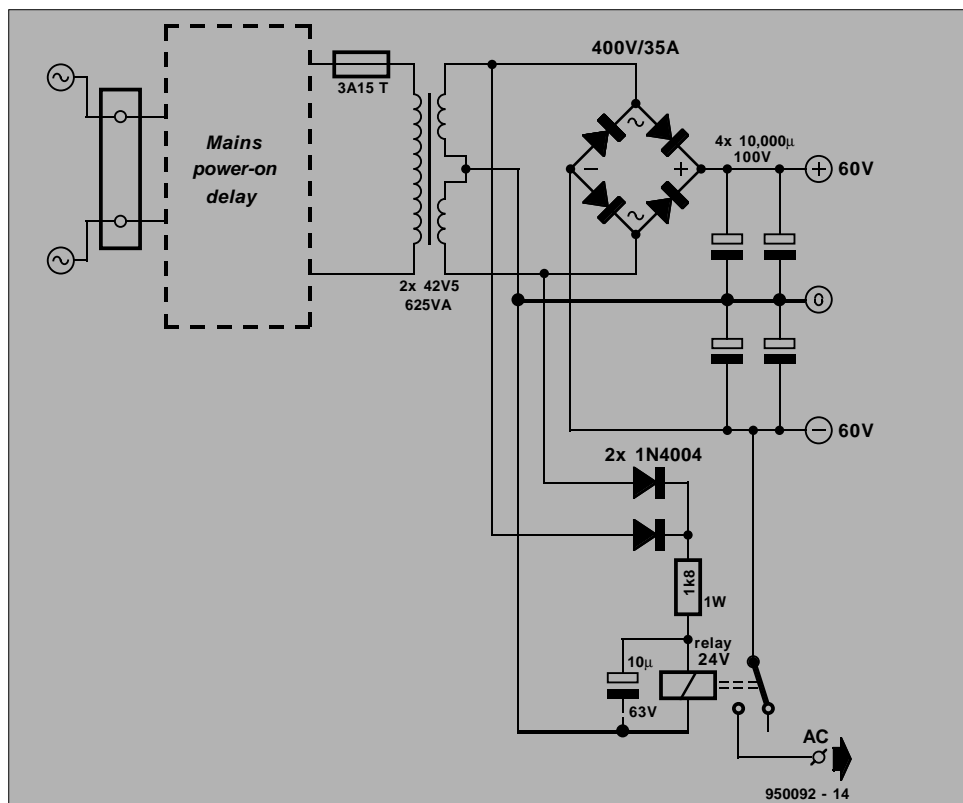 400V/35A
3A15 T
Mains
power-on
delay
4x 10,000µ
100V
+
60V
−
+
2x 42V5
625VA
0
−
60V
2x 1N4004
1k8
1W
relay
24V
10µ
63V
AC
950092 - 14